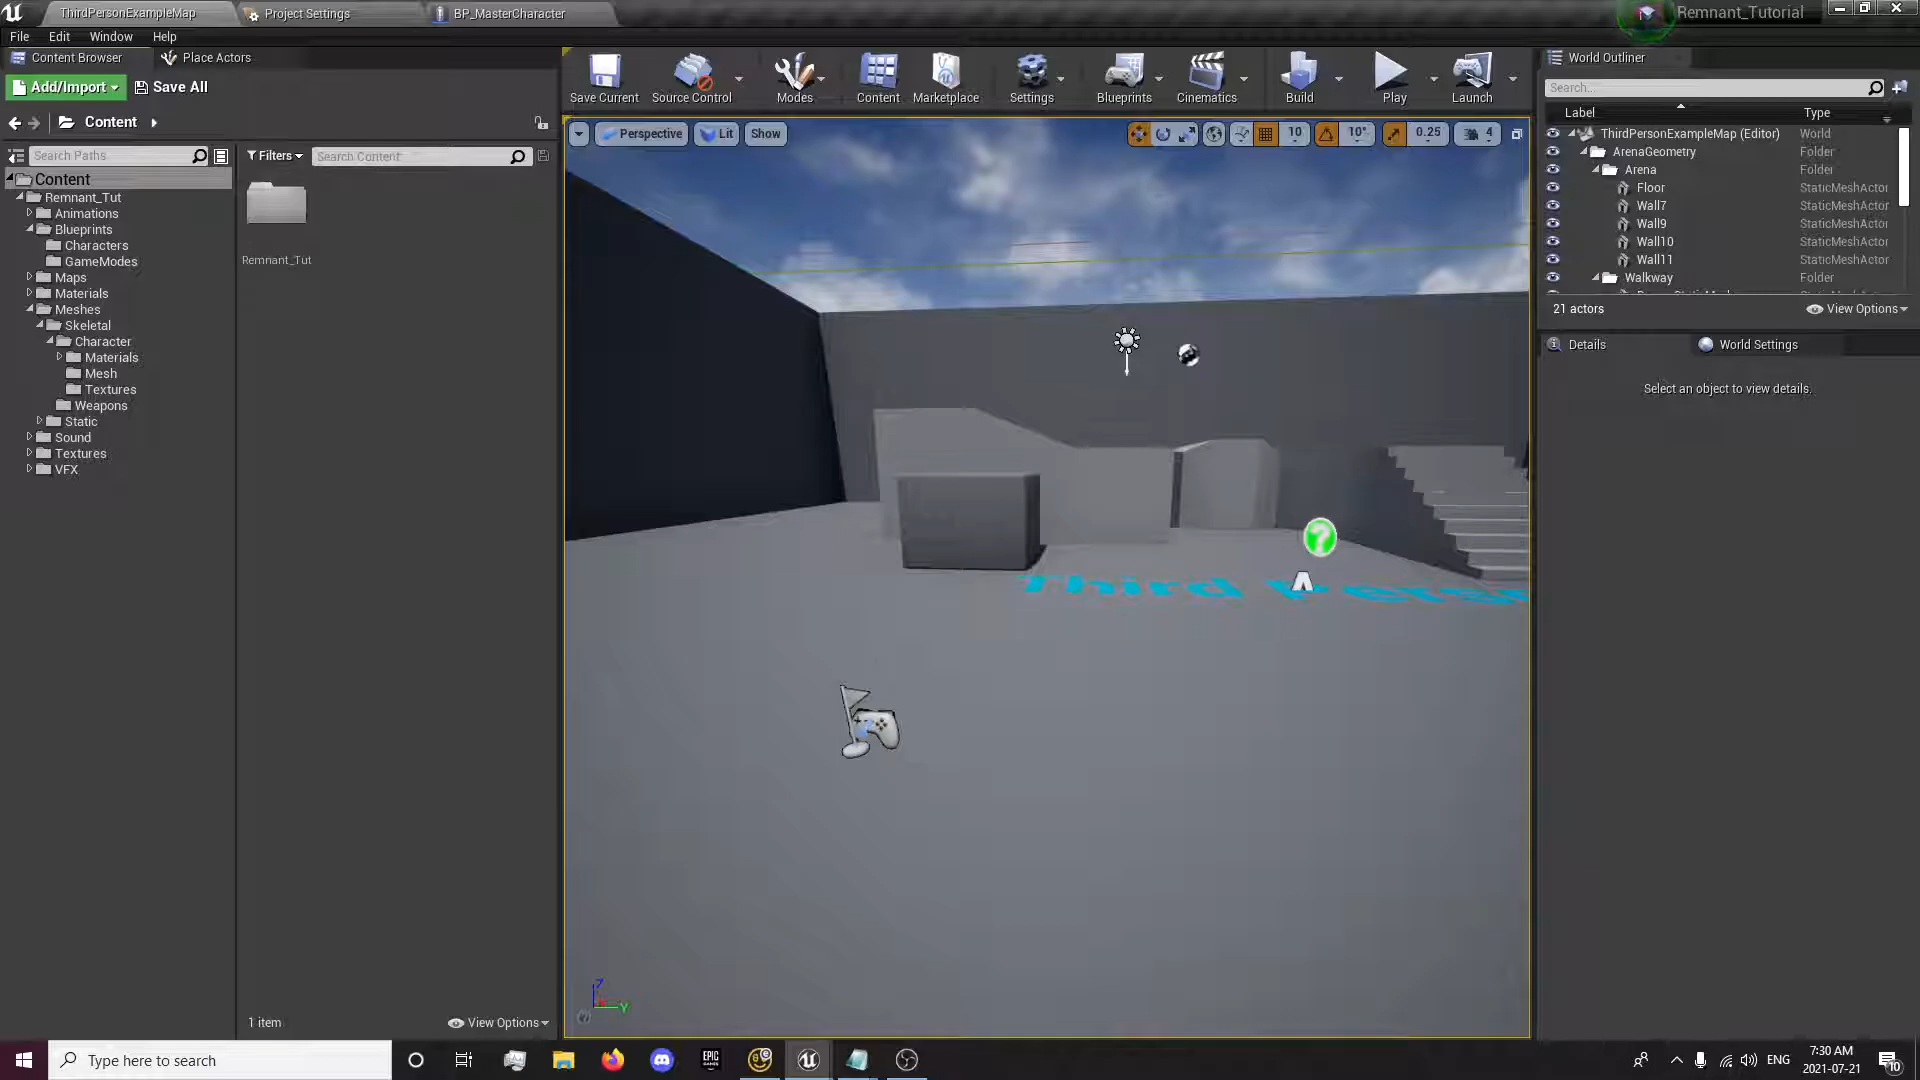 ThirdPersonExampleMap
Project Settings
BP_MasterCharacter
Remnant_Tutorial
File Edit Window Help
Content Browser
Place Actors
Add/Import
Save All
Content
Search Paths
Filters
Search Content
Content
Remnant_Tut
Animations
Blueprints
Characters
GameModes
Maps
Materials
Meshes
Skeletal
Character
Materials
Mesh
Textures
Weapons
Static
Sound
Textures
VFX
Remnant_Tut
1 item
View Options
Save Current
Source Control
Modes
Content
Marketplace
Settings
Blueprints
Cinematics
Build
Play
Launch
Perspective
Lit
Show
10
10°
0.25
4
Third
Z
Y
World Outliner
Search...
Label
Type
ThirdPersonExampleMap (Editor) World
ArenaGeometry Folder
Arena Folder
Floor StaticMeshActor
Wall7 StaticMeshActor
Wall9 StaticMeshActor
Wall10 StaticMeshActor
Wall11 StaticMeshActor
Walkway Folder
21 actors
View Options
Details
World Settings
Select an object to view details.
Type here to search
EPIC GAMES
ENG
7:30 AM
2021-07-21
10